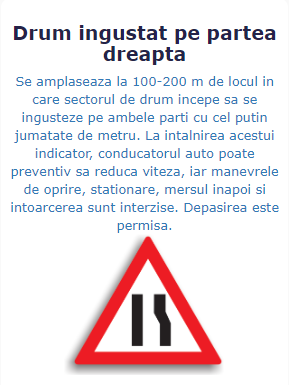 Drum ingustat pe partea
dreapta
Se amplaseaza la 100-200 m de locul in
care sectorul de drum incepe sa se
ingusteze pe ambele parti cu cel putin
jumatate de metru. La intalnirea acestui
indicator, conducatorul auto poate
preventiv sa reduca viteza, iar manevrele
de oprire, stationare, mersul inapoi si
intoarcerea sunt interzise. Depasirea este
permisa.